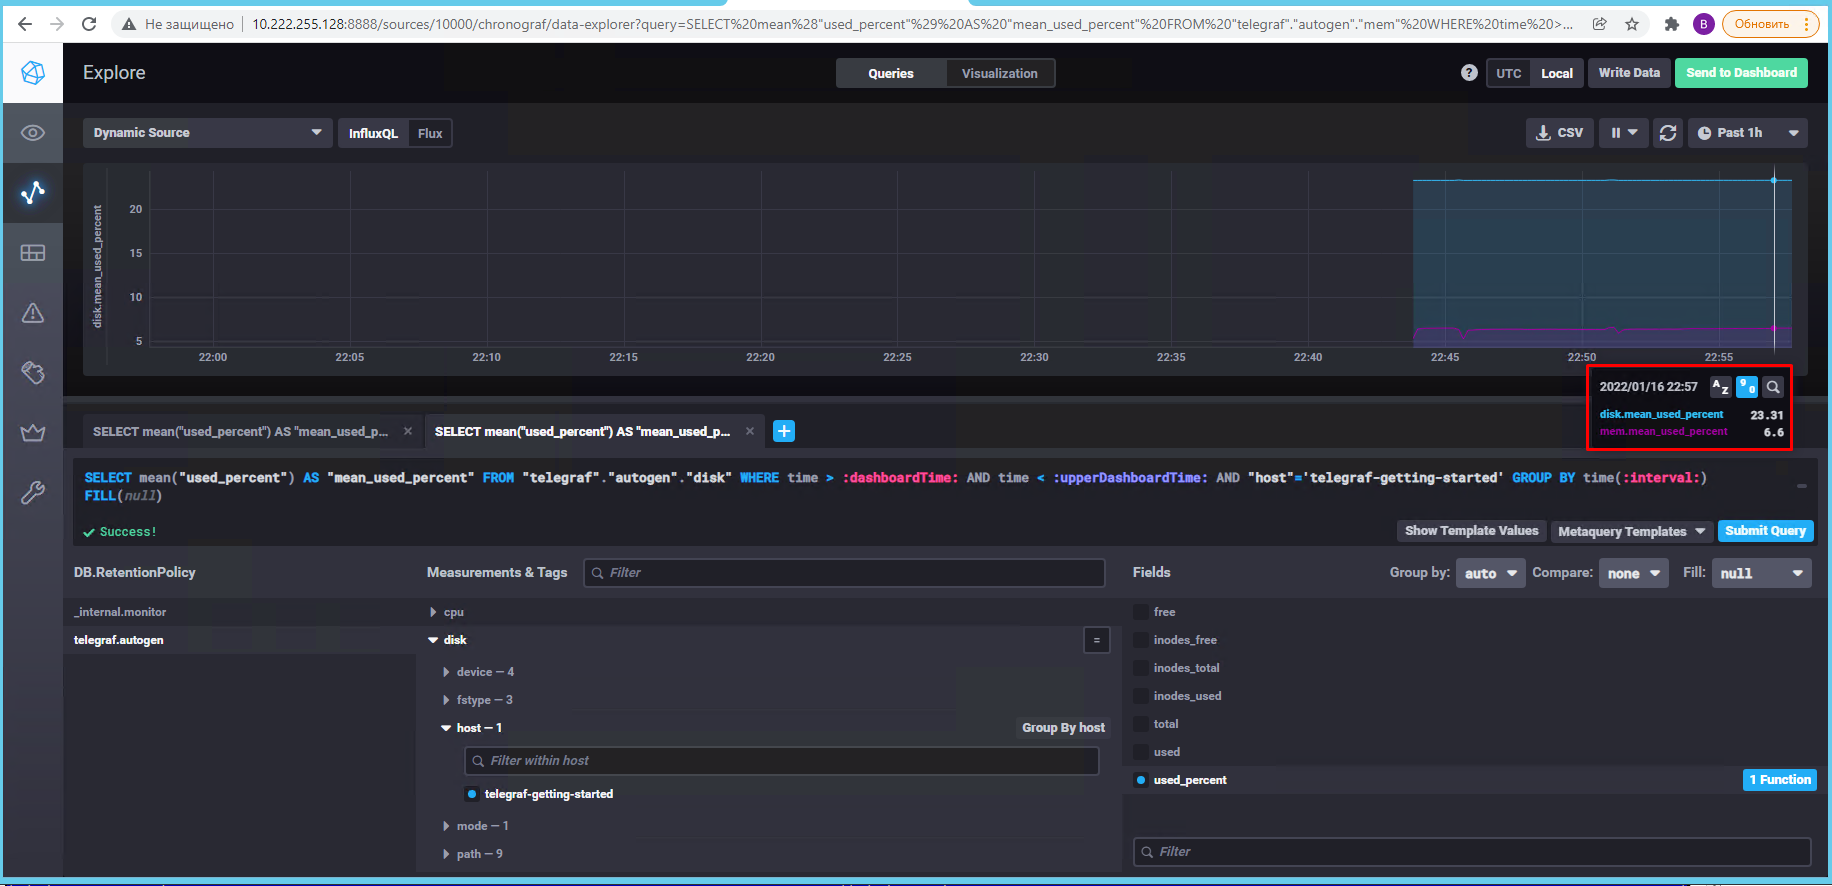 Не защищено
10.222.255.128:8888/sources/10000/chronograf/data-explorer?query=SELECT%20mean%28"used_percent"%29%20AS%20"mean_used_percent"%20FROM%20"telegraf"."autogen"."mem"%20WHERE%20time%20>...
B
Обновить
Explore
Queries
Visualization
?
UTC
Local
Write Data
Send to Dashboard
Dynamic Source
InfluxQL
Flux
CSV
Past 1h
disk.mean_used_percent
20
15
10
5
22:00
22:05
22:10
22:15
22:20
22:25
22:30
22:35
22:40
22:45
22:50
22:55
2022/01/16 22:57
A Z
9 0
disk.mean_used_percent 23.31
mem.mean_used_percent 6.6
SELECT mean("used_percent") AS "mean_used_p... ×
SELECT mean("used_percent") AS "mean_used_p... ×
+
SELECT mean("used_percent") AS "mean_used_percent" FROM "telegraf"."autogen"."disk" WHERE time > :dashboardTime: AND time < :upperDashboardTime: AND "host"='telegraf-getting-started' GROUP BY time(:interval:)
FILL(null)
Success!
Show Template Values
Metaquery Templates
Submit Query
DB.RetentionPolicy
Measurements & Tags
Filter
Fields
Group by:
auto
Compare:
none
Fill:
null
_internal.monitor
telegraf.autogen
cpu
disk
=
device — 4
fstype — 3
host — 1
Group By host
Filter within host
telegraf-getting-started
mode — 1
path — 9
free
inodes_free
inodes_total
inodes_used
total
used
used_percent
1 Function
Filter